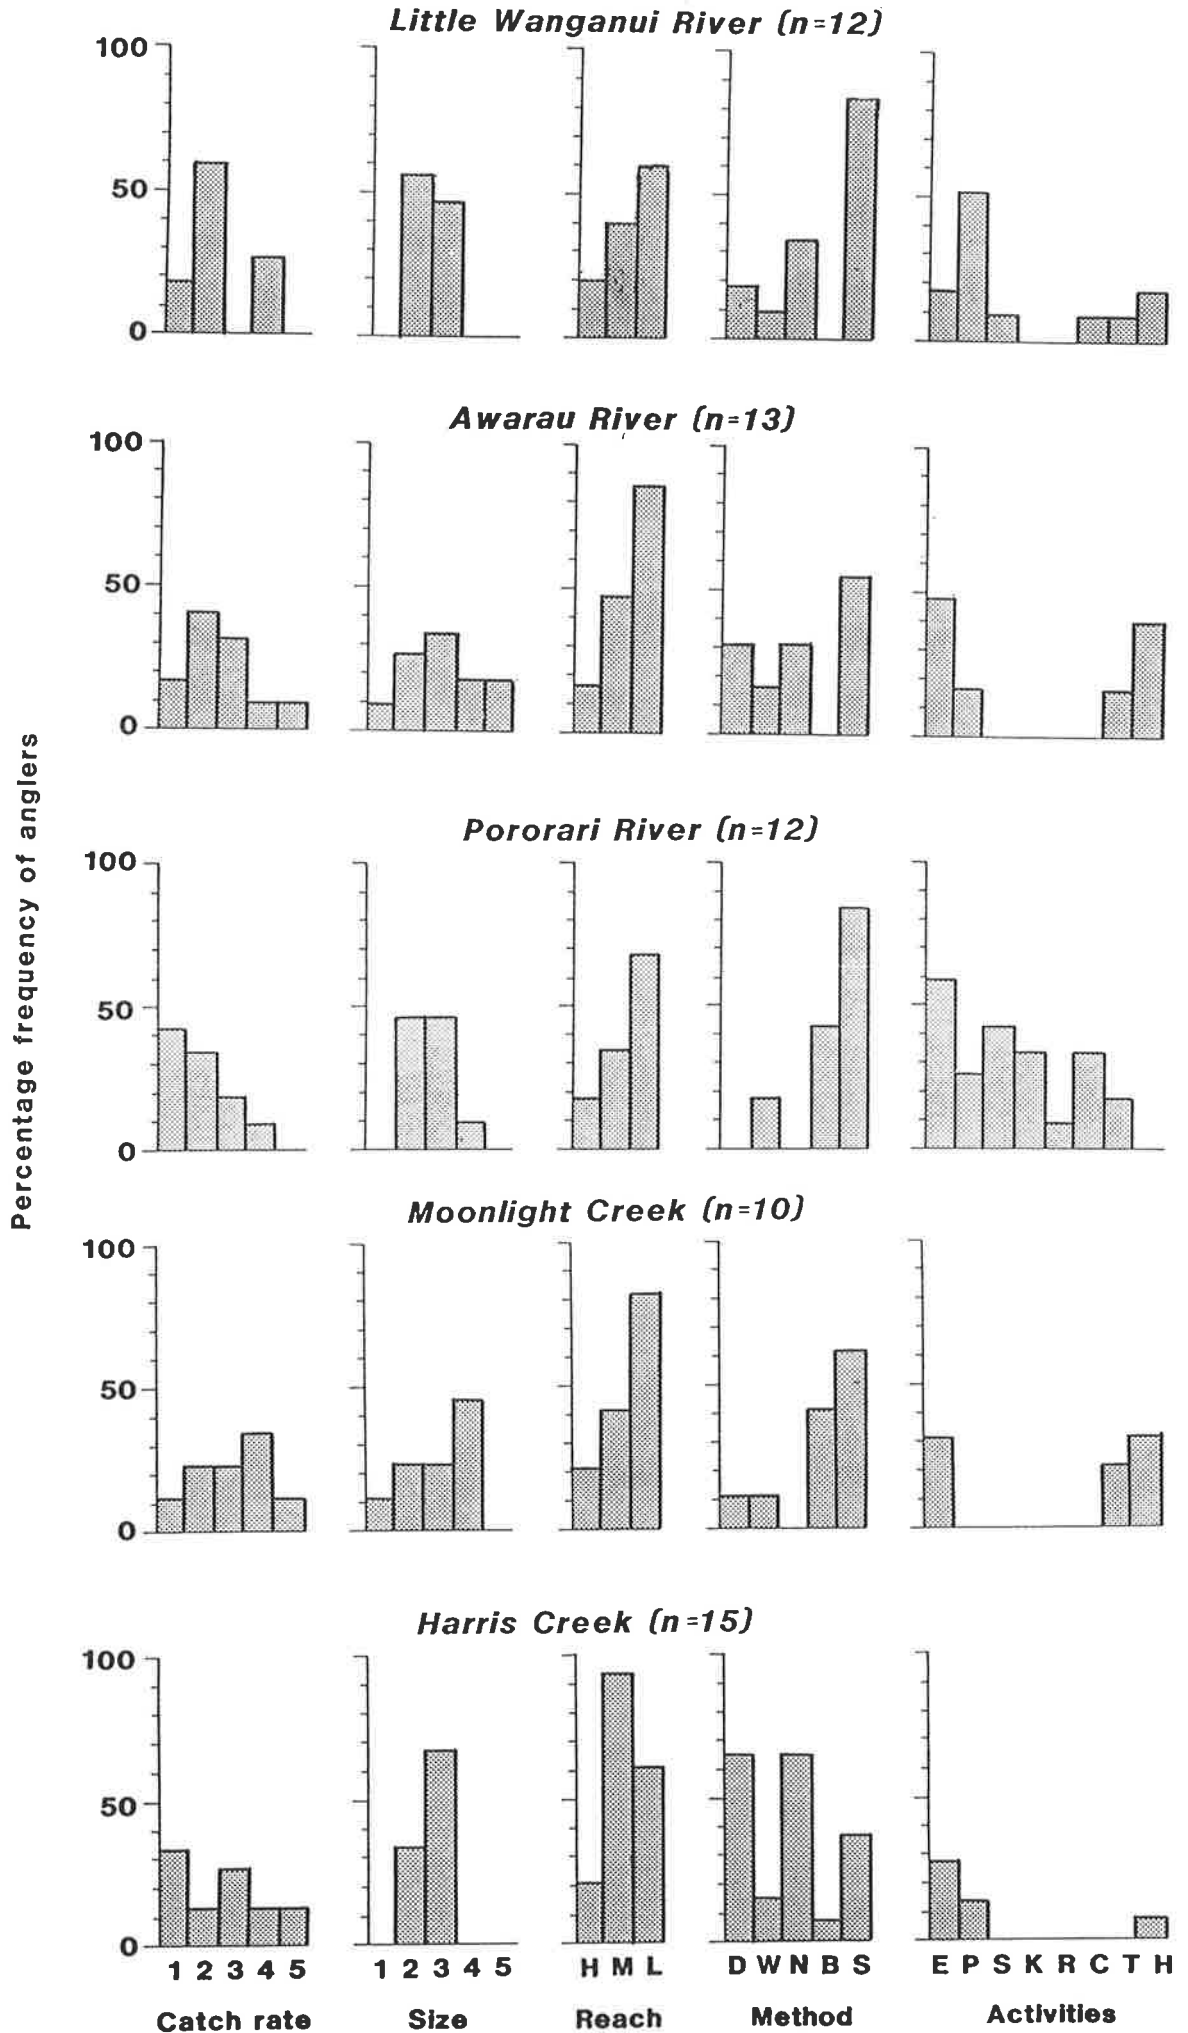 Little Wanganui River (n=12)
100
50
0
Awarau River (n=13)
100
50
0
Pororari River (n=12)
100
50
0
Moonlight Creek (n=10)
100
50
0
Harris Creek (n=15)
100
50
0
Percentage frequency of anglers
1 2 3 4 5 1 2 3 4 5 H M L D W N B S E P S K R C T H
Catch rate Size Reach Method Activities